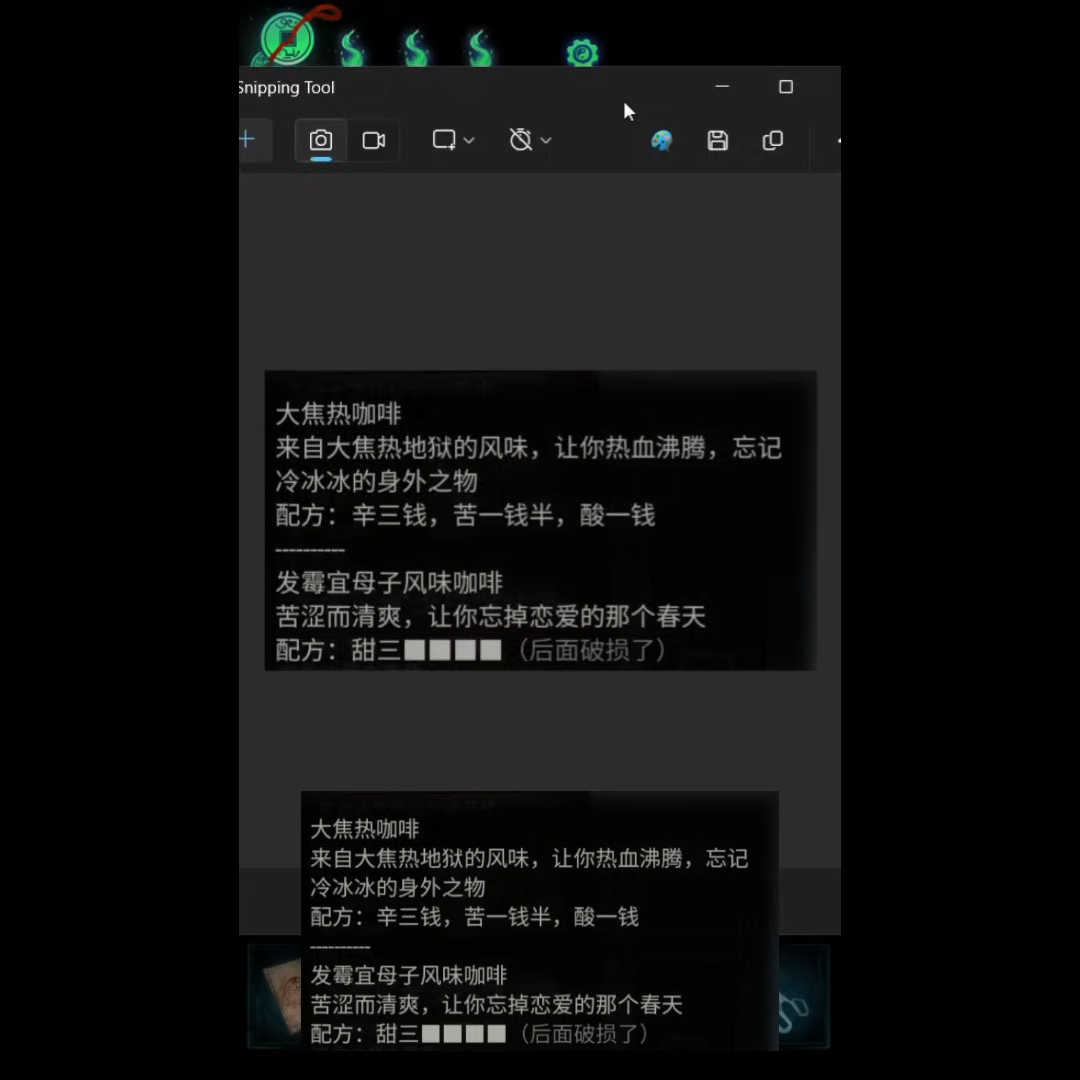 Snipping Tool
大焦热咖啡
来自大焦热地狱的风味，让你热血沸腾，忘记
冷冰冰的身外之物
配方：辛三钱，苦一钱半，酸一钱
----------
发霉宜母子风味咖啡
苦涩而清爽，让你忘掉恋爱的那个春天
配方：甜三■■■■（后面破损了）
大焦热咖啡
来自大焦热地狱的风味，让你热血沸腾，忘记
冷冰冰的身外之物
配方：辛三钱，苦一钱半，酸一钱
----------
发霉宜母子风味咖啡
苦涩而清爽，让你忘掉恋爱的那个春天
配方：甜三■■■■（后面破损了）